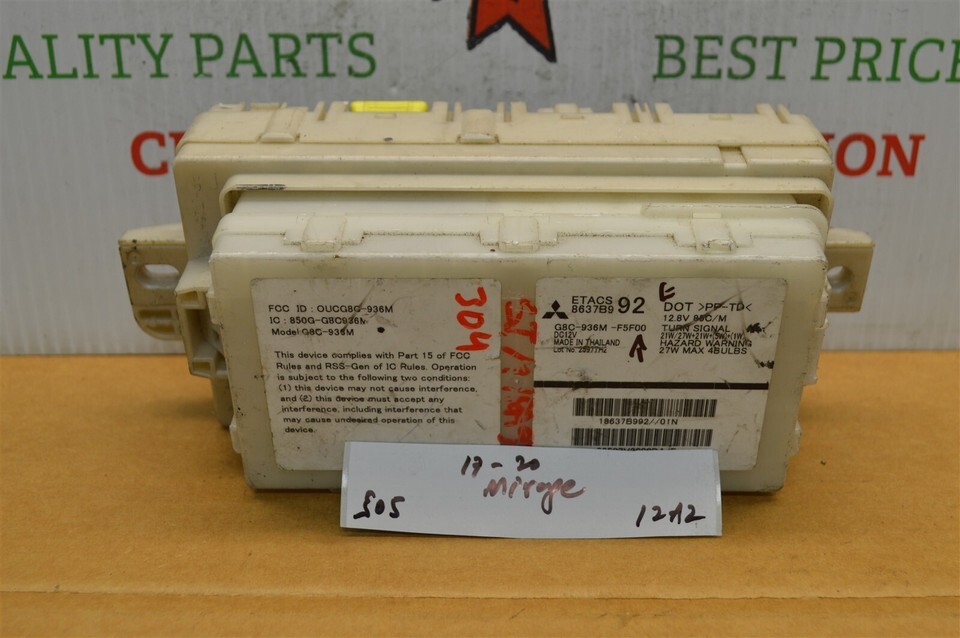 ALITY PARTS
BEST PRIC
ION
FCC ID : OUCG8C-936M
IC : 850G-G8C936M
Model: G8C-936M
This device complies with Part 15 of FCC
Rules and RSS-Gen of IC Rules. Operation
is subject to the following two conditions:
(1) this device may not cause interference,
and (2) this device must accept any
interference, including interference that
may cause undesired operation of this
device.
304
ETACS
8637B9 92
G8C-936M -F5F00
DC12V
MADE IN THAILAND
E
DOT >PP-TD<
12.8V 85C/M
TURN SIGNAL
HAZARD WARNING
27W MAX 4BULBS
18637B992//01N
17-20
Mirage
505
12A2